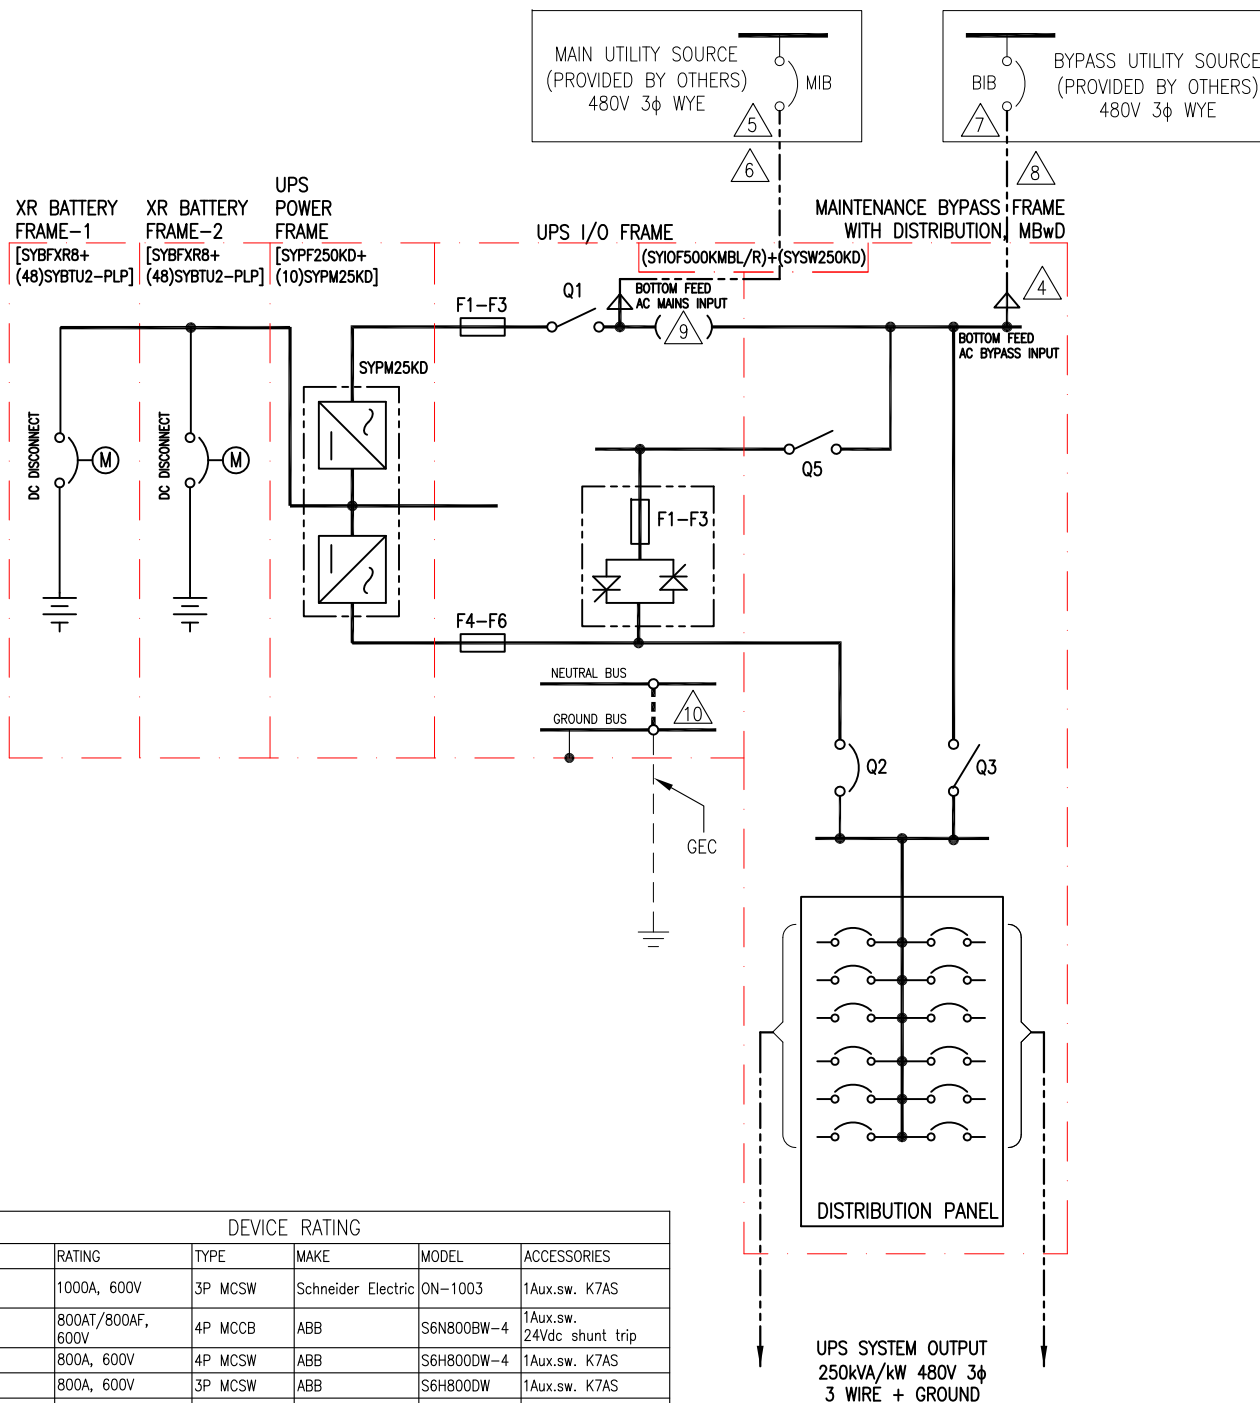 MAIN UTILITY SOURCE
(PROVIDED BY OTHERS)
480V 3ϕ WYE
MIB
5
6
BIB
BYPASS UTILITY SOURCE
(PROVIDED BY OTHERS)
480V 3ϕ WYE
7
8
XR BATTERY
FRAME-1
[SYBFXR8+
(48)SYBTU2-PLP]
XR BATTERY
FRAME-2
[SYBFXR8+
(48)SYBTU2-PLP]
UPS
POWER
FRAME
[SYPF250KD+
(10)SYPM25KD]
UPS I/O FRAME
(SYIOF500KMBL/R)+(SYSW250KD)
MAINTENANCE BYPASS FRAME
WITH DISTRIBUTION, MBwD
4
F1-F3
Q1
BOTTOM FEED
AC MAINS INPUT
9
BOTTOM FEED
AC BYPASS INPUT
SYPM25KD
DC DISCONNECT
M
DC DISCONNECT
M
Q5
F1-F3
F4-F6
NEUTRAL BUS
GROUND BUS
10
GEC
Q2
Q3
DISTRIBUTION PANEL
UPS SYSTEM OUTPUT
250kVA/kW 480V 3ϕ
3 WIRE + GROUND
DEVICE RATING
RATING TYPE MAKE MODEL ACCESSORIES
1000A, 600V 3P MCSW Schneider Electric ON-1003 1Aux.sw. K7AS
800AT/800AF, 600V 4P MCCB ABB S6N800BW-4 1Aux.sw. 24Vdc shunt trip
800A, 600V 4P MCSW ABB S6H800DW-4 1Aux.sw. K7AS
800A, 600V 3P MCSW ABB S6H800DW 1Aux.sw. K7AS